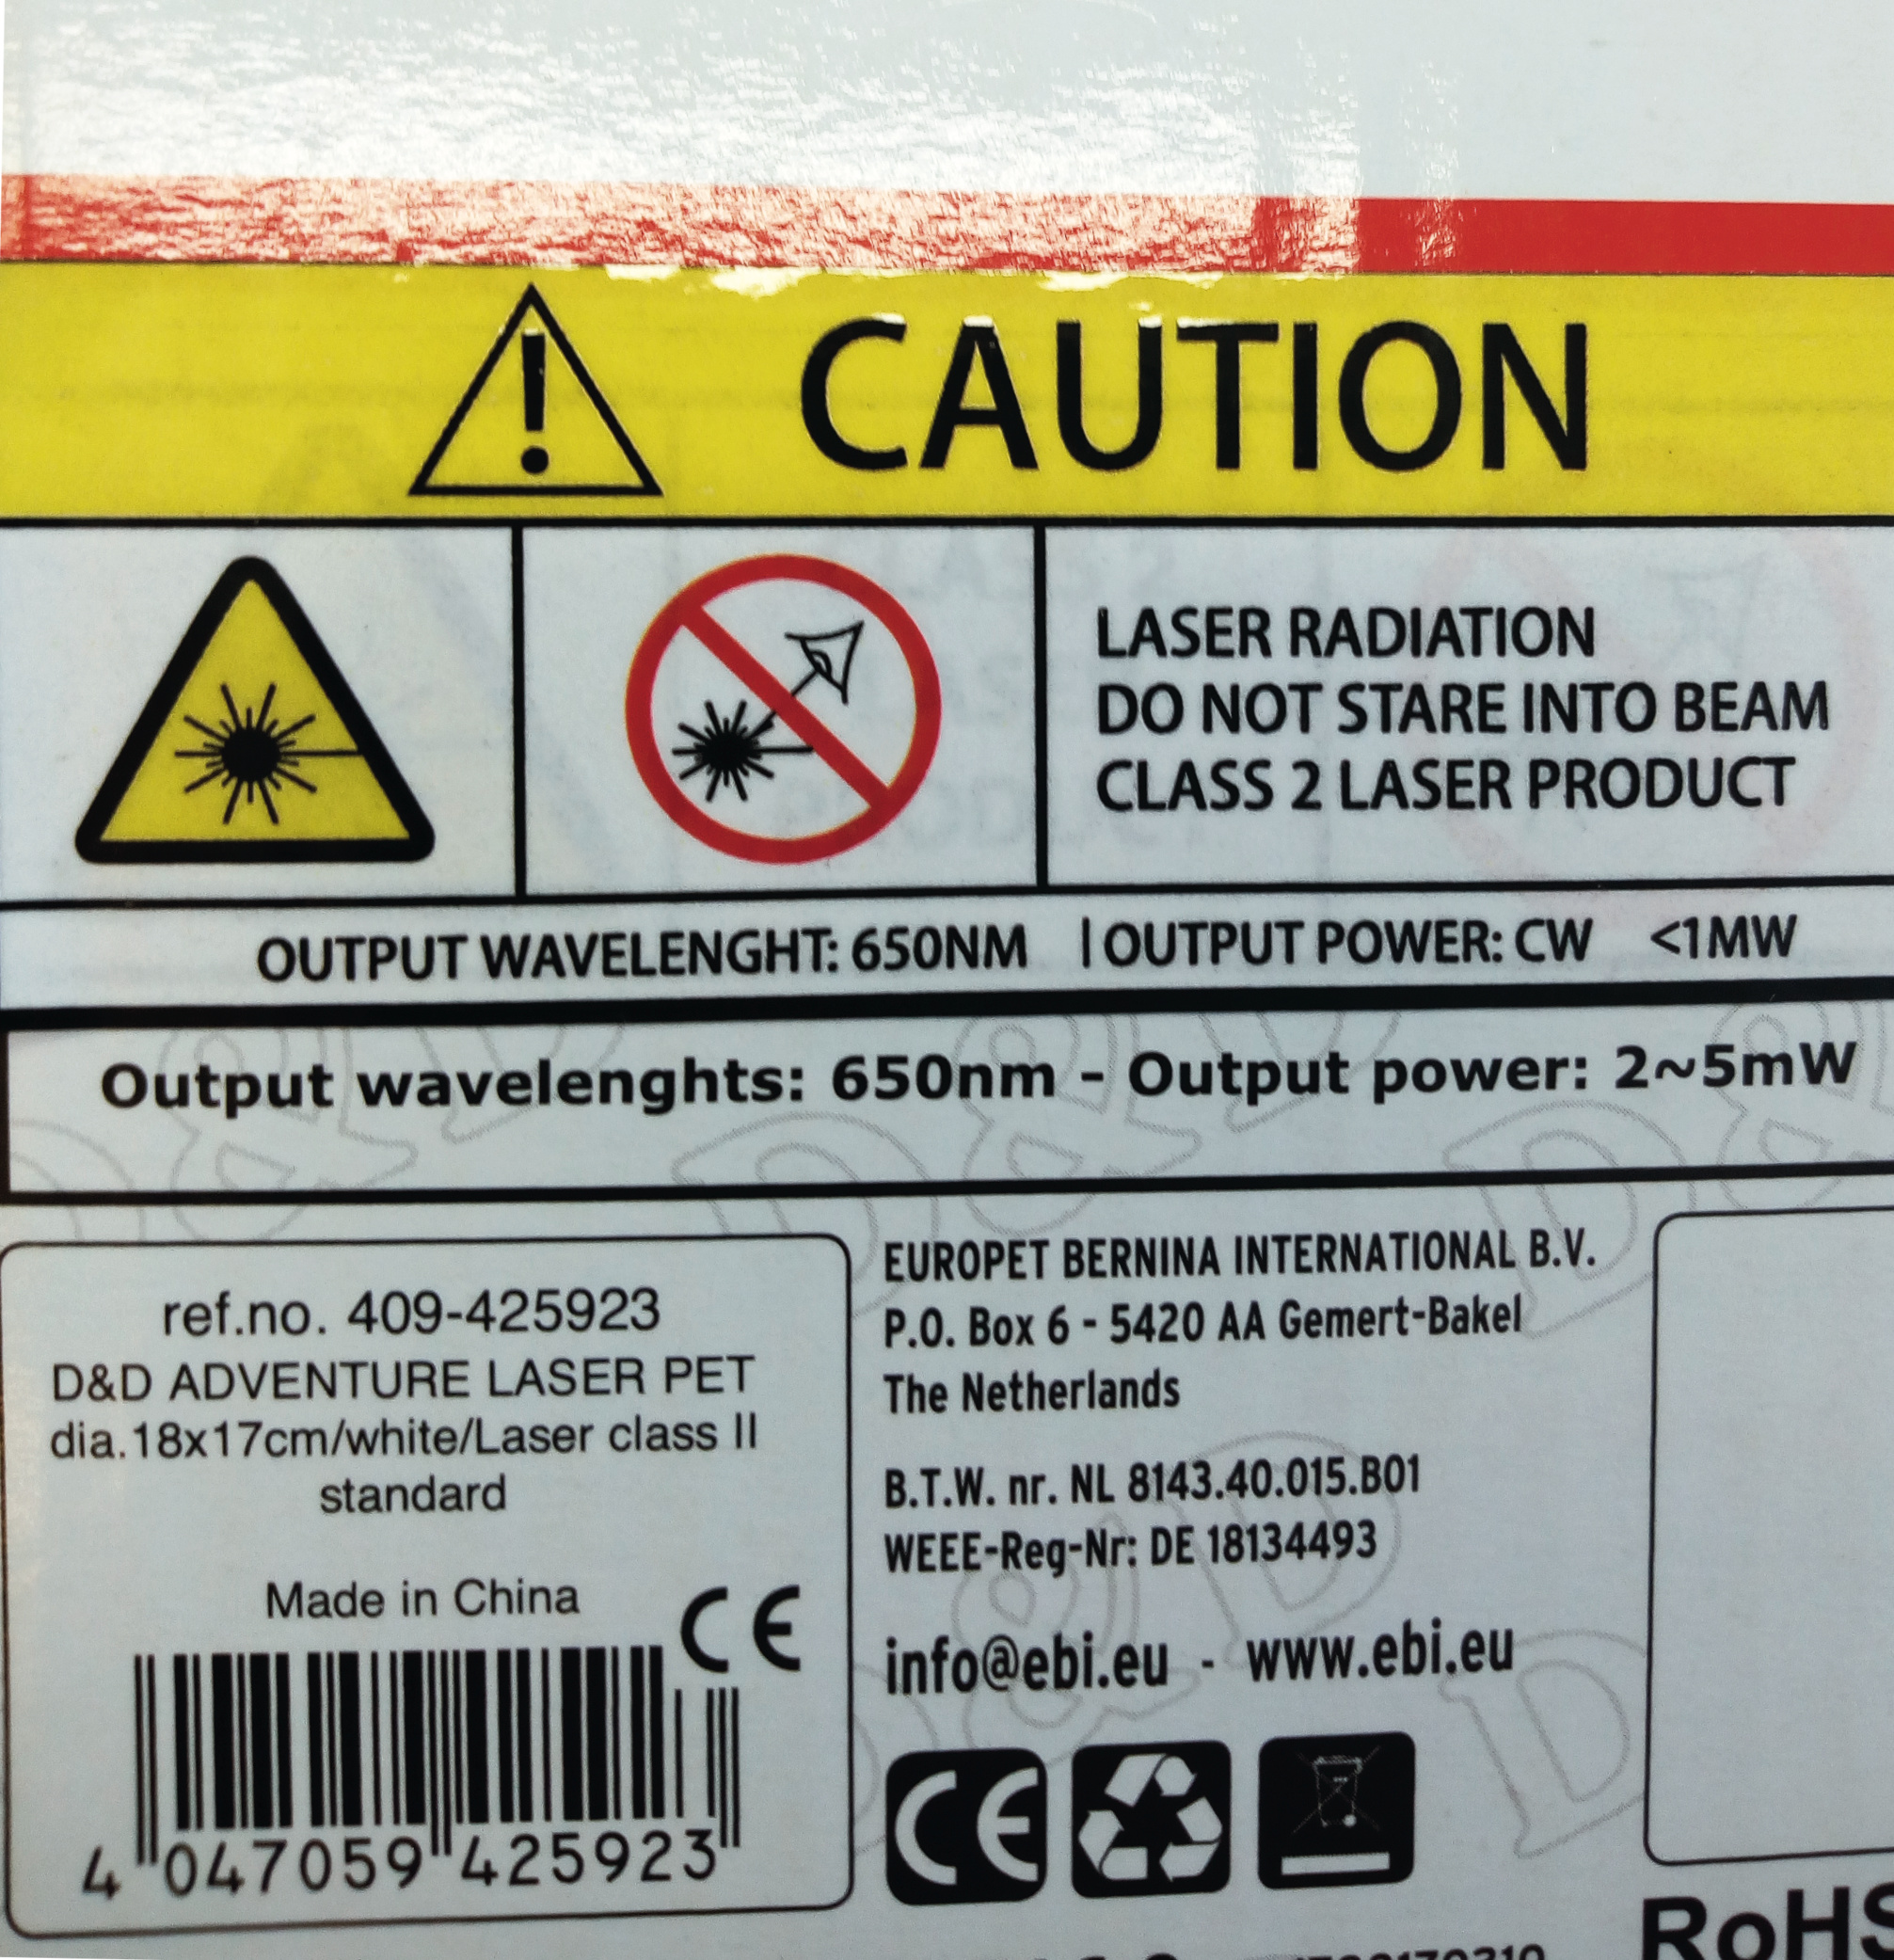 CAUTION
LASER RADIATION
DO NOT STARE INTO BEAM
CLASS 2 LASER PRODUCT
OUTPUT WAVELENGHT: 650NM | OUTPUT POWER: CW <1MW
Output wavelenghts: 650nm - Output power: 2~5mW
ref.no. 409-425923
D&D ADVENTURE LASER PET
dia.18x17cm/white/Laser class II
standard
Made in China
CE
4 047059 425923
EUROPET BERNINA INTERNATIONAL B.V.
P.O. Box 6 - 5420 AA Gemert-Bakel
The Netherlands
B.T.W. nr. NL 8143.40.015.B01
WEEE-Reg-Nr: DE 18134493
info@ebi.eu - www.ebi.eu
CE
RoHS